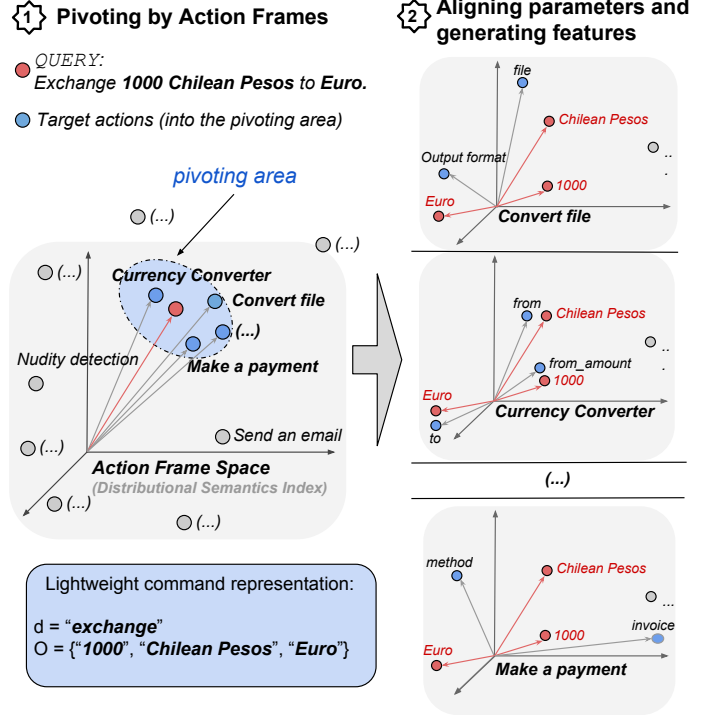 1 Pivoting by Action Frames
QUERY:
Exchange 1000 Chilean Pesos to Euro.
Target actions (into the pivoting area)
pivoting area
(...)
(...)
(...)
Currency Converter
Convert file
(...)
Nudity detection
Make a payment
Send an email
(...)
Action Frame Space
(Distributional Semantics Index)
(...)
(...)
Lightweight command representation:
d = “exchange”
O = {“1000”, “Chilean Pesos”, “Euro”}
2 Aligning parameters and
generating features
file
Chilean Pesos
..
.
Output format
1000
Euro
Convert file
from
Chilean Pesos
..
.
from_amount
1000
Euro
Currency Converter
to
(...)
method
Chilean Pesos
...
invoice
1000
Euro
Make a payment